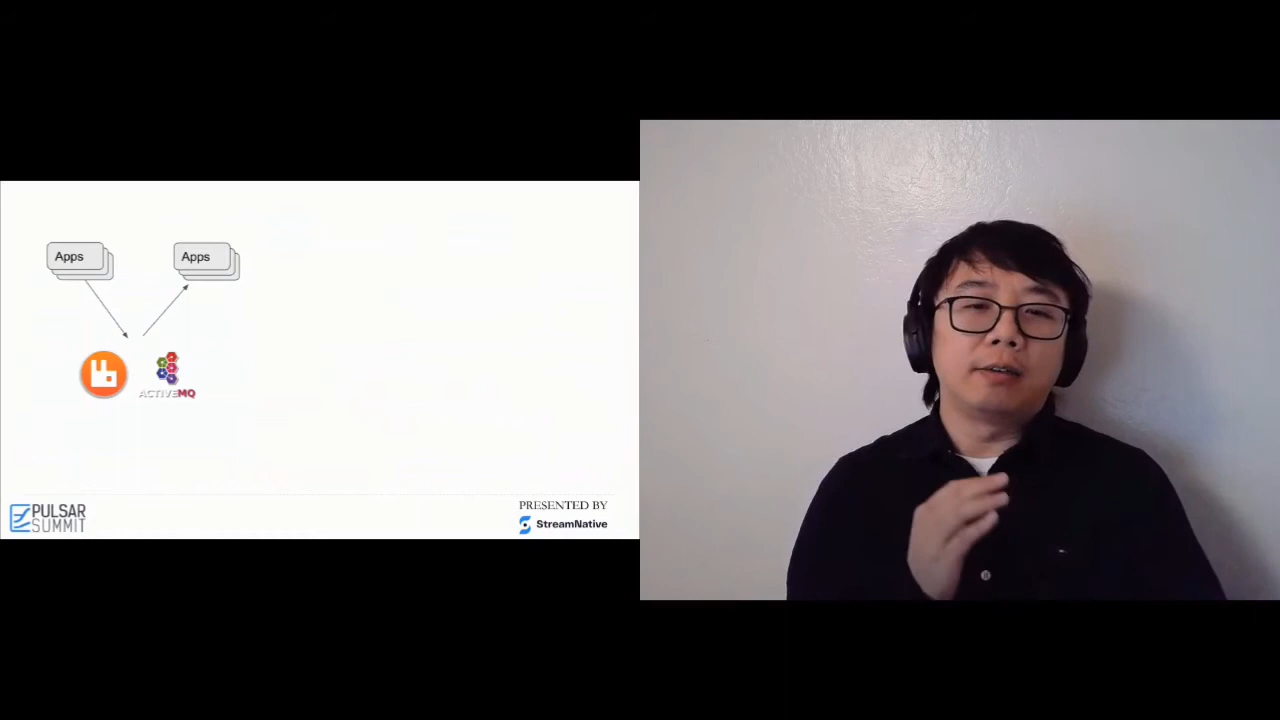 Apps
Apps
ACTIVEMQ
PULSAR
SUMMIT
PRESENTED BY
StreamNative